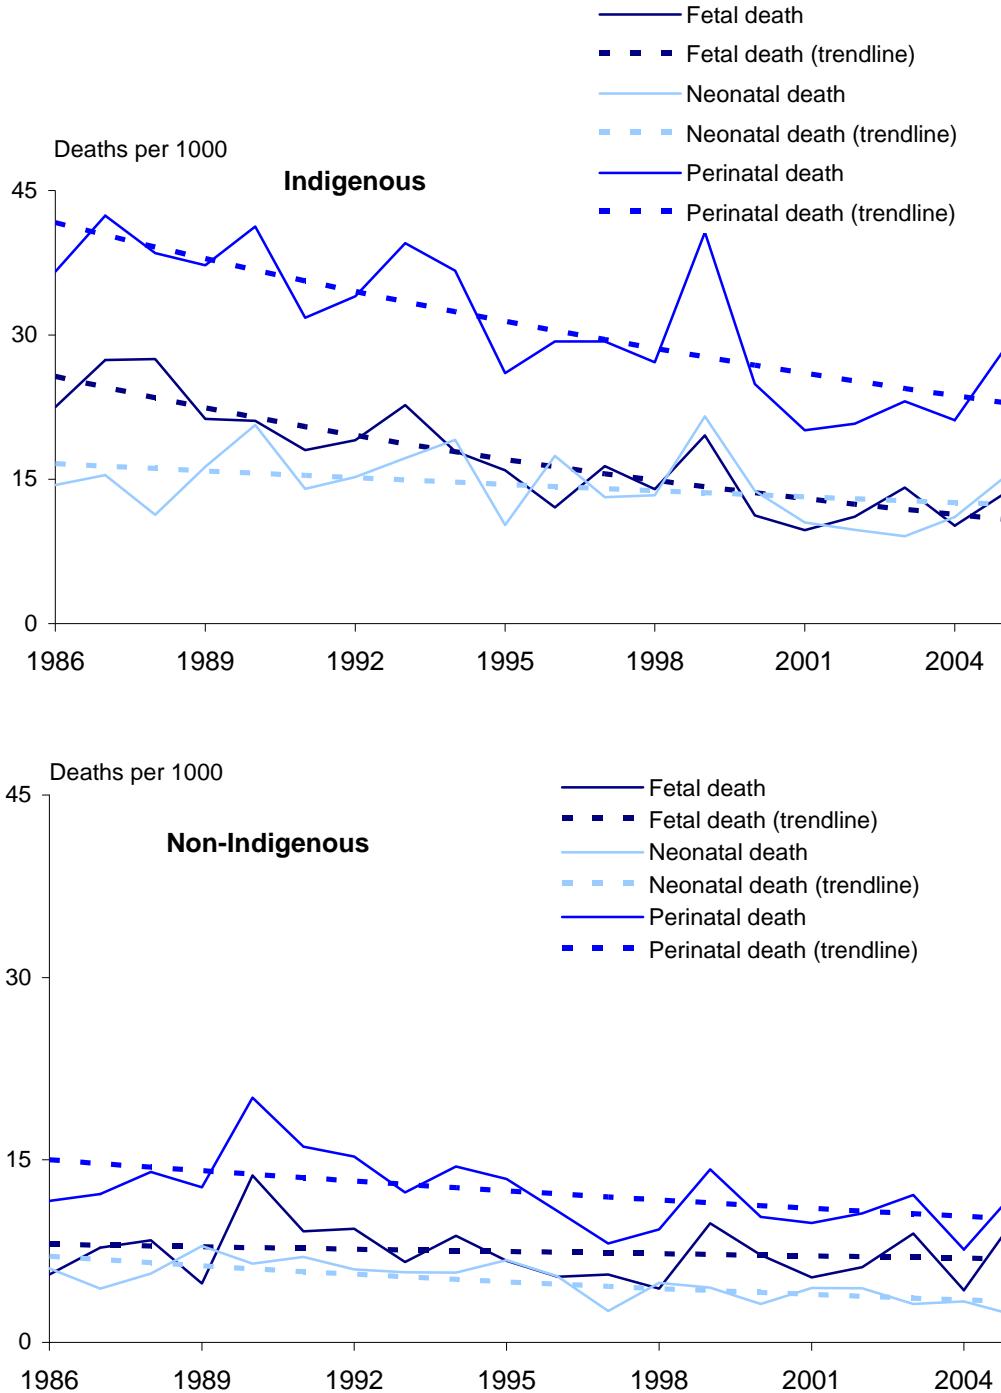 Fetal death
Fetal death (trendline)
Neonatal death
Neonatal death (trendline)
Perinatal death
Perinatal death (trendline)
Deaths per 1000
Indigenous
45
30
15
0
1986 1989 1992 1995 1998 2001 2004
Deaths per 1000
Non-Indigenous
Fetal death
Fetal death (trendline)
Neonatal death
Neonatal death (trendline)
Perinatal death
Perinatal death (trendline)
45
30
15
0
1986 1989 1992 1995 1998 2001 2004